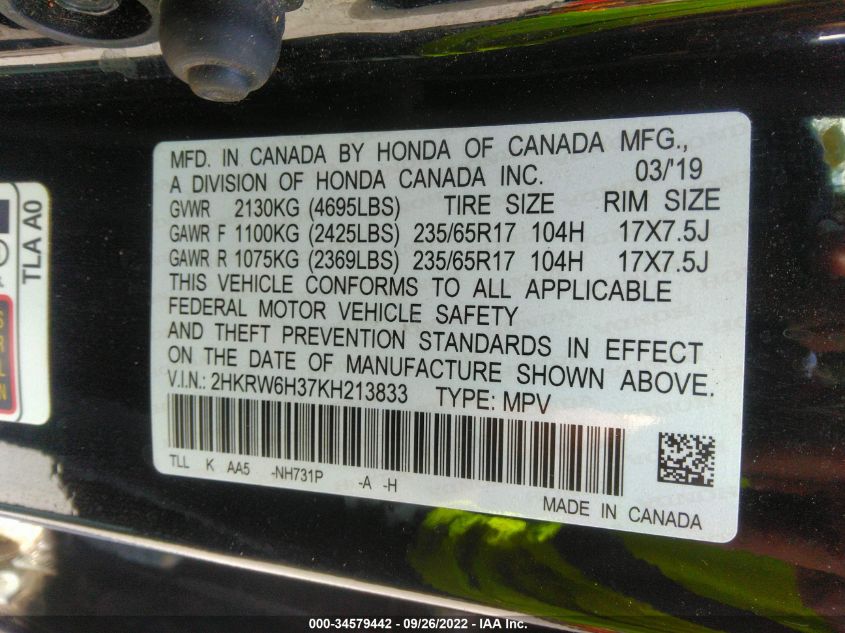 MFD. IN CANADA BY HONDA OF CANADA MFG.,
A DIVISION OF HONDA CANADA INC. 03/'19
GVWR 2130KG (4695LBS) TIRE SIZE RIM SIZE
GAWR F 1100KG (2425LBS) 235/65R17 104H 17X7.5J
GAWR R 1075KG (2369LBS) 235/65R17 104H 17X7.5J
THIS VEHICLE CONFORMS TO ALL APPLICABLE
FEDERAL MOTOR VEHICLE SAFETY
AND THEFT PREVENTION STANDARDS IN EFFECT
ON THE DATE OF MANUFACTURE SHOWN ABOVE.
V.I.N.: 2HKRW6H37KH213833 TYPE: MPV
TLL K AA5 -NH731P -A -H
MADE IN CANADA
TLA A0
000-34579442 - 09/26/2022 - IAA Inc.